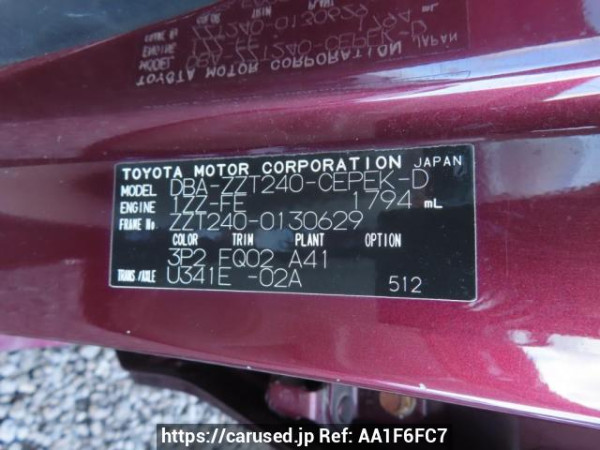 TOYOTA MOTOR CORPORATION JAPAN
MODEL DBA-ZZT240-CEPEK-D
ENGINE 1ZZ-FE 1794 mL
FRAME No. ZZT240-0130629
COLOR TRIM PLANT OPTION
3P2 FQ02 A41
TRANS/AXLE U341E -02A
512
https://carused.jp Ref: AA1F6FC7